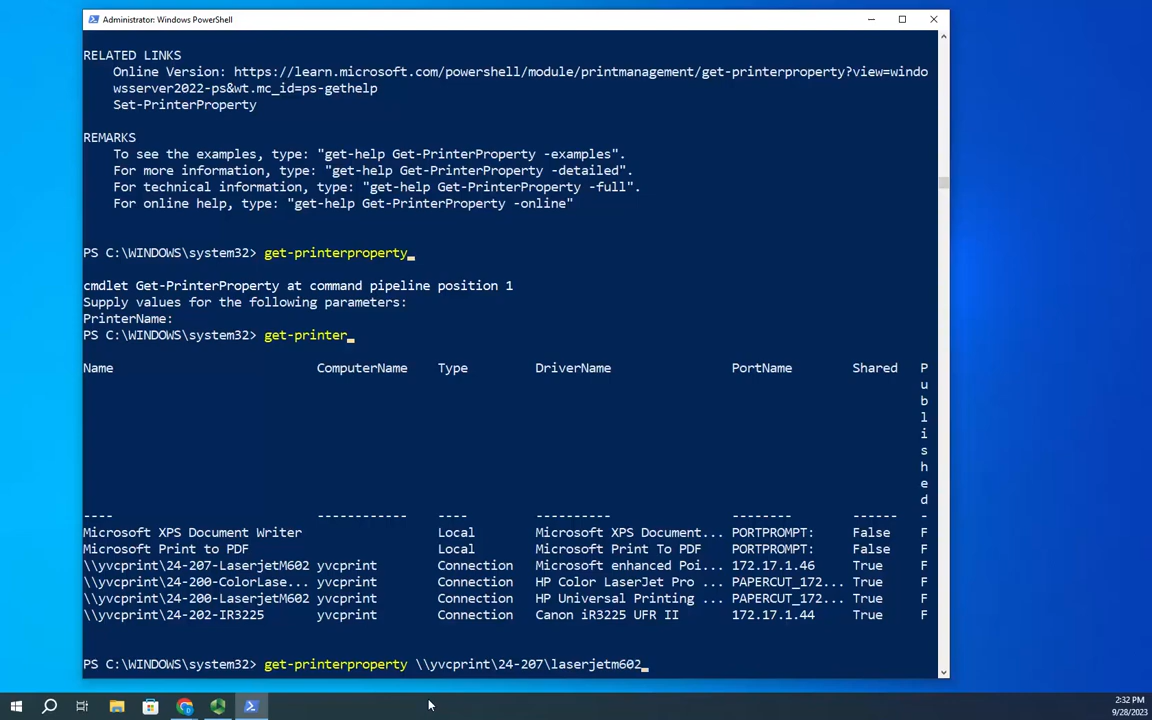 Administrator: Windows PowerShell
RELATED LINKS
Online Version: https://learn.microsoft.com/powershell/module/printmanagement/get-printerproperty?view=windo
wsserver2022-ps&wt.mc_id=ps-gethelp
Set-PrinterProperty
REMARKS
To see the examples, type: "get-help Get-PrinterProperty -examples".
For more information, type: "get-help Get-PrinterProperty -detailed".
For technical information, type: "get-help Get-PrinterProperty -full".
For online help, type: "get-help Get-PrinterProperty -online"
PS C:\WINDOWS\system32> get-printerproperty
cmdlet Get-PrinterProperty at command pipeline position 1
Supply values for the following parameters:
PrinterName:
PS C:\WINDOWS\system32> get-printer
Name ComputerName Type DriverName PortName Shared P
u
b
l
i
s
h
e
d
---- ------------ ---- ---------- -------- ------ -
Microsoft XPS Document Writer Local Microsoft XPS Document... PORTPROMPT: False F
Microsoft Print to PDF Local Microsoft Print To PDF PORTPROMPT: False F
\\yvcprint\24-207-LaserjetM602 yvcprint Connection Microsoft enhanced Poi... 172.17.1.46 True F
\\yvcprint\24-200-ColorLase... yvcprint Connection HP Color LaserJet Pro ... PAPERCUT_172... True F
\\yvcprint\24-200-LaserjetM602 yvcprint Connection HP Universal Printing ... PAPERCUT_172... True F
\\yvcprint\24-202-IR3225 yvcprint Connection Canon iR3225 UFR II 172.17.1.44 True F
PS C:\WINDOWS\system32> get-printerproperty \\yvcprint\24-207\laserjetm602_
2:32 PM
9/28/2023